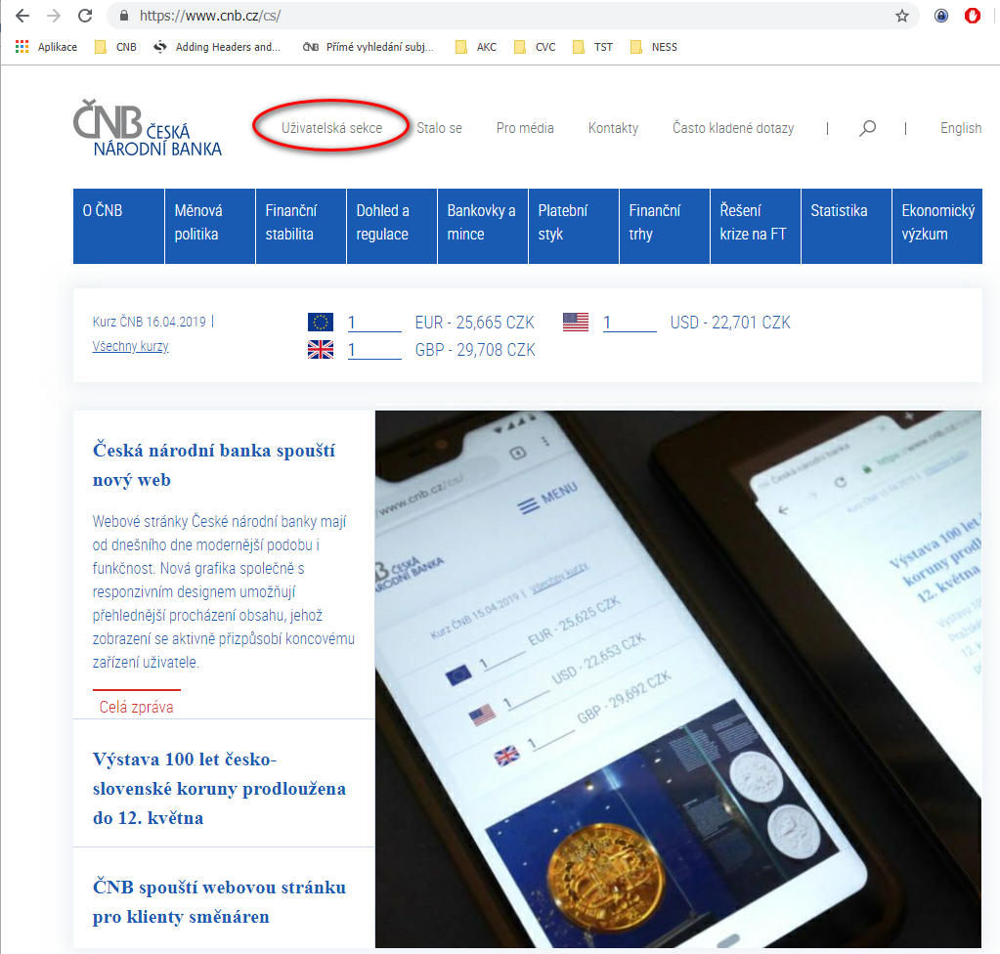 https://www.cnb.cz/cs/
Aplikace CNB Adding Headers and... ČNB Přímé vyhledání subj... AKC CVC TST NESS
ČNB ČESKÁ
NÁRODNÍ BANKA
Uživatelská sekce Stalo se Pro média Kontakty Často kladené dotazy | | English
O ČNB
Měnová
politika
Finanční
stabilita
Dohled a
regulace
Bankovky a
mince
Platební
styk
Finanční
trhy
Řešení
krize na FT
Statistika
Ekonomický
výzkum
Kurz ČNB 16.04.2019 |
Všechny kurzy
1 EUR - 25,665 CZK 1 USD - 22,701 CZK
1 GBP - 29,708 CZK
Česká národní banka spouští
nový web
Webové stránky České národní banky mají
od dnešního dne modernější podobu i
funkčnost. Nová grafika společně s
responzivním designem umožňují
přehlednější procházení obsahu, jehož
zobrazení se aktivně přizpůsobí koncovému
zařízení uživatele.
Celá zpráva
Výstava 100 let česko-
slovenské koruny prodloužena
do 12. května
ČNB spouští webovou stránku
pro klienty směnáren
www.cnb.cz/cs/
MENU
ČESKÁ
NÁRODNÍ BANKA
Kurz ČNB 15.04.2019 | Všechny kurzy
1 EUR - 25,625 CZK
1 USD - 22,653 CZK
1 GBP - 29,692 CZK
Česká národní banka
https://www.cnb.cz
Kurz ČNB 15.04.2019 | Všechny kurzy
Výstava 100 let
koruny
12. května